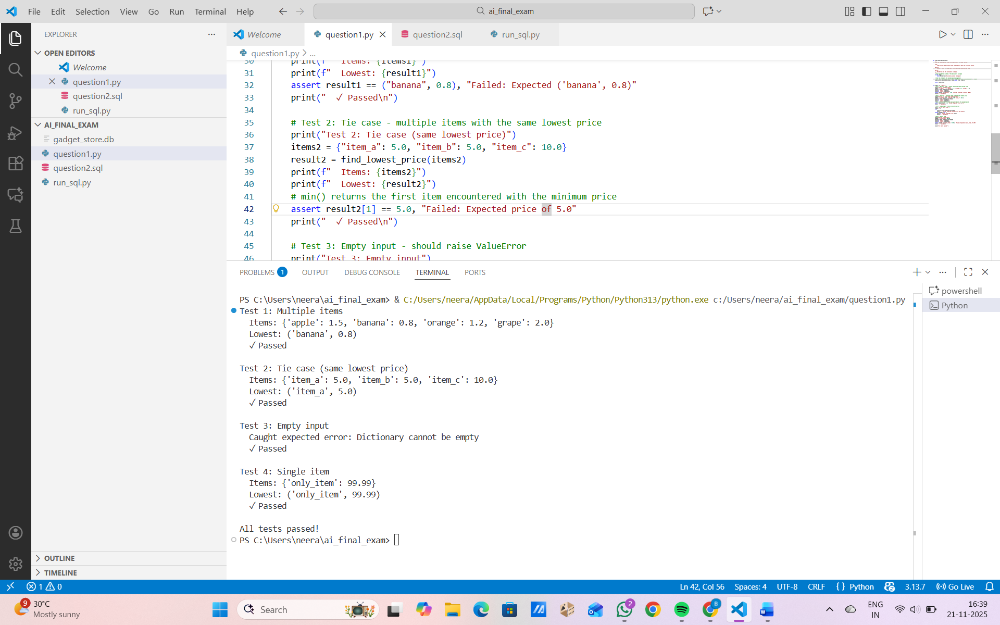 File Edit Selection View Go Run Terminal Help
ai_final_exam
EXPLORER
OPEN EDITORS
Welcome
question1.py
question2.sql
run_sql.py
AI_FINAL_EXAM
gadget_store.db
question1.py
question2.sql
run_sql.py
OUTLINE
TIMELINE
Welcome question1.py question2.sql run_sql.py
question1.py > ...
30 print(f"  Items: {items1}")
31 print(f"  Lowest: {result1}")
32 assert result1 == ("banana", 0.8), "Failed: Expected ('banana', 0.8)"
33 print("  ✓ Passed\n")
34
35 # Test 2: Tie case - multiple items with the same lowest price
36 print("Test 2: Tie case (same lowest price)")
37 items2 = {"item_a": 5.0, "item_b": 5.0, "item_c": 10.0}
38 result2 = find_lowest_price(items2)
39 print(f"  Items: {items2}")
40 print(f"  Lowest: {result2}")
41 # min() returns the first item encountered with the minimum price
42 assert result2[1] == 5.0, "Failed: Expected price of 5.0"
43 print("  ✓ Passed\n")
44
45 # Test 3: Empty input - should raise ValueError
46 print("Test 3: Empty input")
PROBLEMS 1 OUTPUT DEBUG CONSOLE TERMINAL PORTS
PS C:\Users\neera\ai_final_exam> & C:/Users/neera/AppData/Local/Programs/Python/Python313/python.exe c:/Users/neera/ai_final_exam/question1.py
Test 1: Multiple items
Items: {'apple': 1.5, 'banana': 0.8, 'orange': 1.2, 'grape': 2.0}
Lowest: ('banana', 0.8)
✓ Passed
Test 2: Tie case (same lowest price)
Items: {'item_a': 5.0, 'item_b': 5.0, 'item_c': 10.0}
Lowest: ('item_a', 5.0)
✓ Passed
Test 3: Empty input
Caught expected error: Dictionary cannot be empty
✓ Passed
Test 4: Single item
Items: {'only_item': 99.99}
Lowest: ('only_item', 99.99)
✓ Passed
All tests passed!
PS C:\Users\neera\ai_final_exam>
powershell
Python
1 0
Ln 42, Col 56 Spaces: 4 UTF-8 CRLF {} Python 3.13.7 Go Live
9
30°C
Mostly sunny
Search
2
B
ENG
IN
16:39
21-11-2025